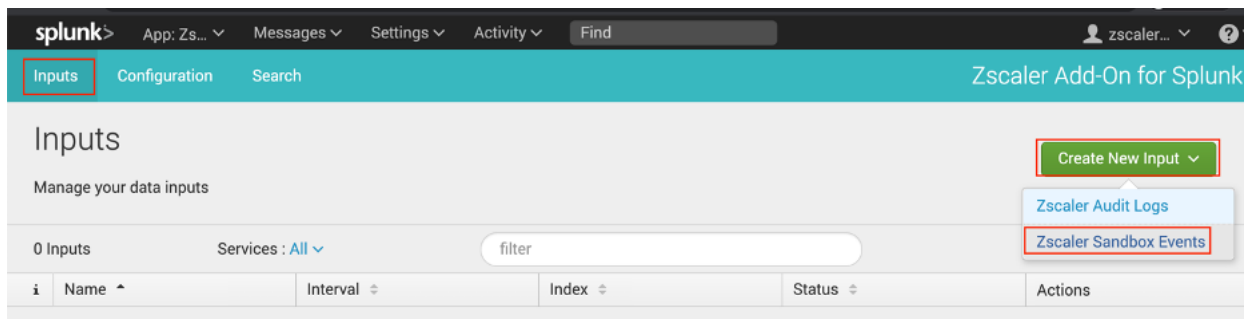 splunk> App: Zs... Messages Settings Activity Find zscaler... ?
Inputs Configuration Search Zscaler Add-On for Splunk
Inputs
Create New Input
Manage your data inputs
Zscaler Audit Logs
0 Inputs Services : All filter
Zscaler Sandbox Events
i Name Interval Index Status Actions